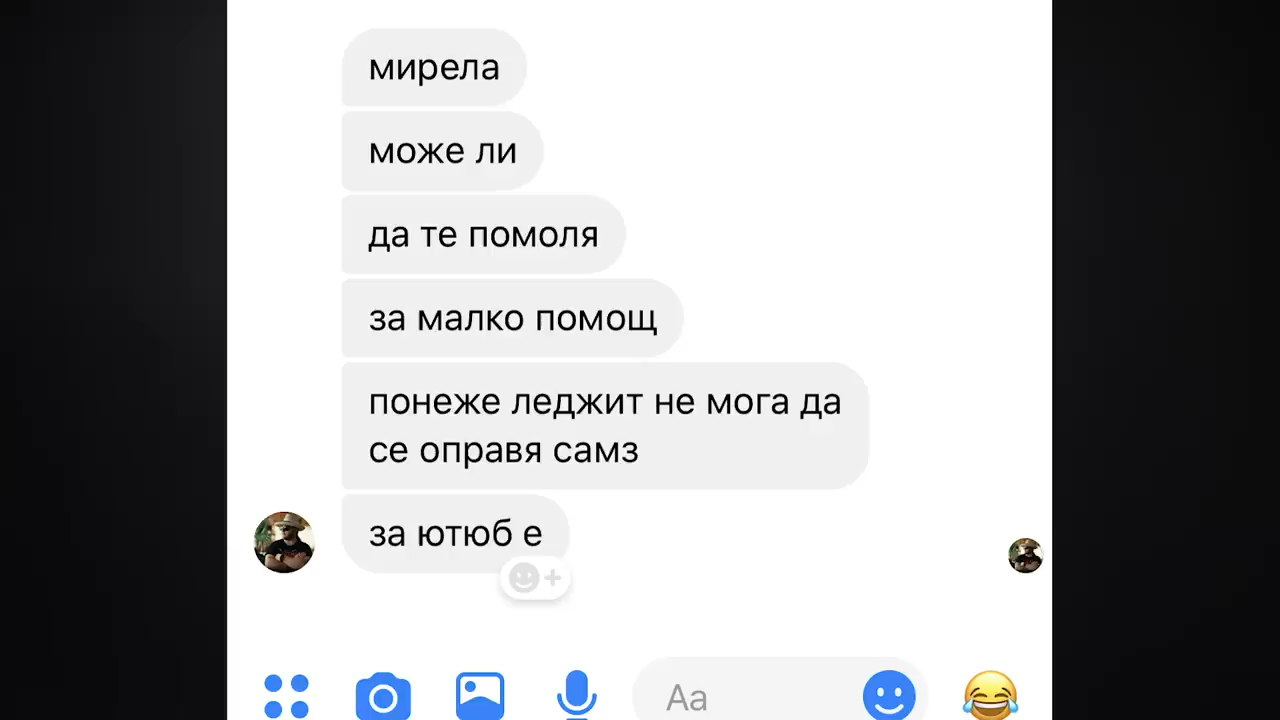 мирела
може ли
да те помоля
за малко помощ
понеже леджит не мога да
се оправя самз
за ютюб е
Aa